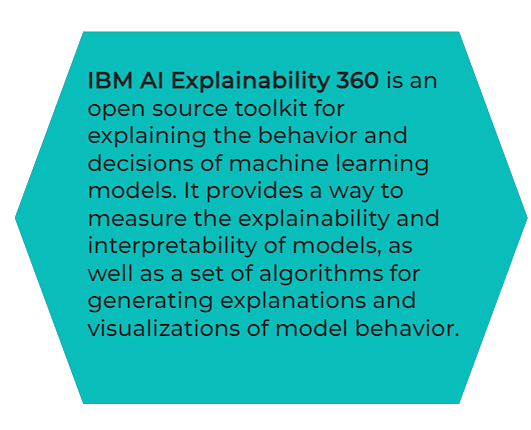 IBM AI Explainability 360 is an
open source toolkit for
explaining the behavior and
decisions of machine learning
models. It provides a way to
measure the explainability and
interpretability of models, as
well as a set of algorithms for
generating explanations and
visualizations of model behavior.